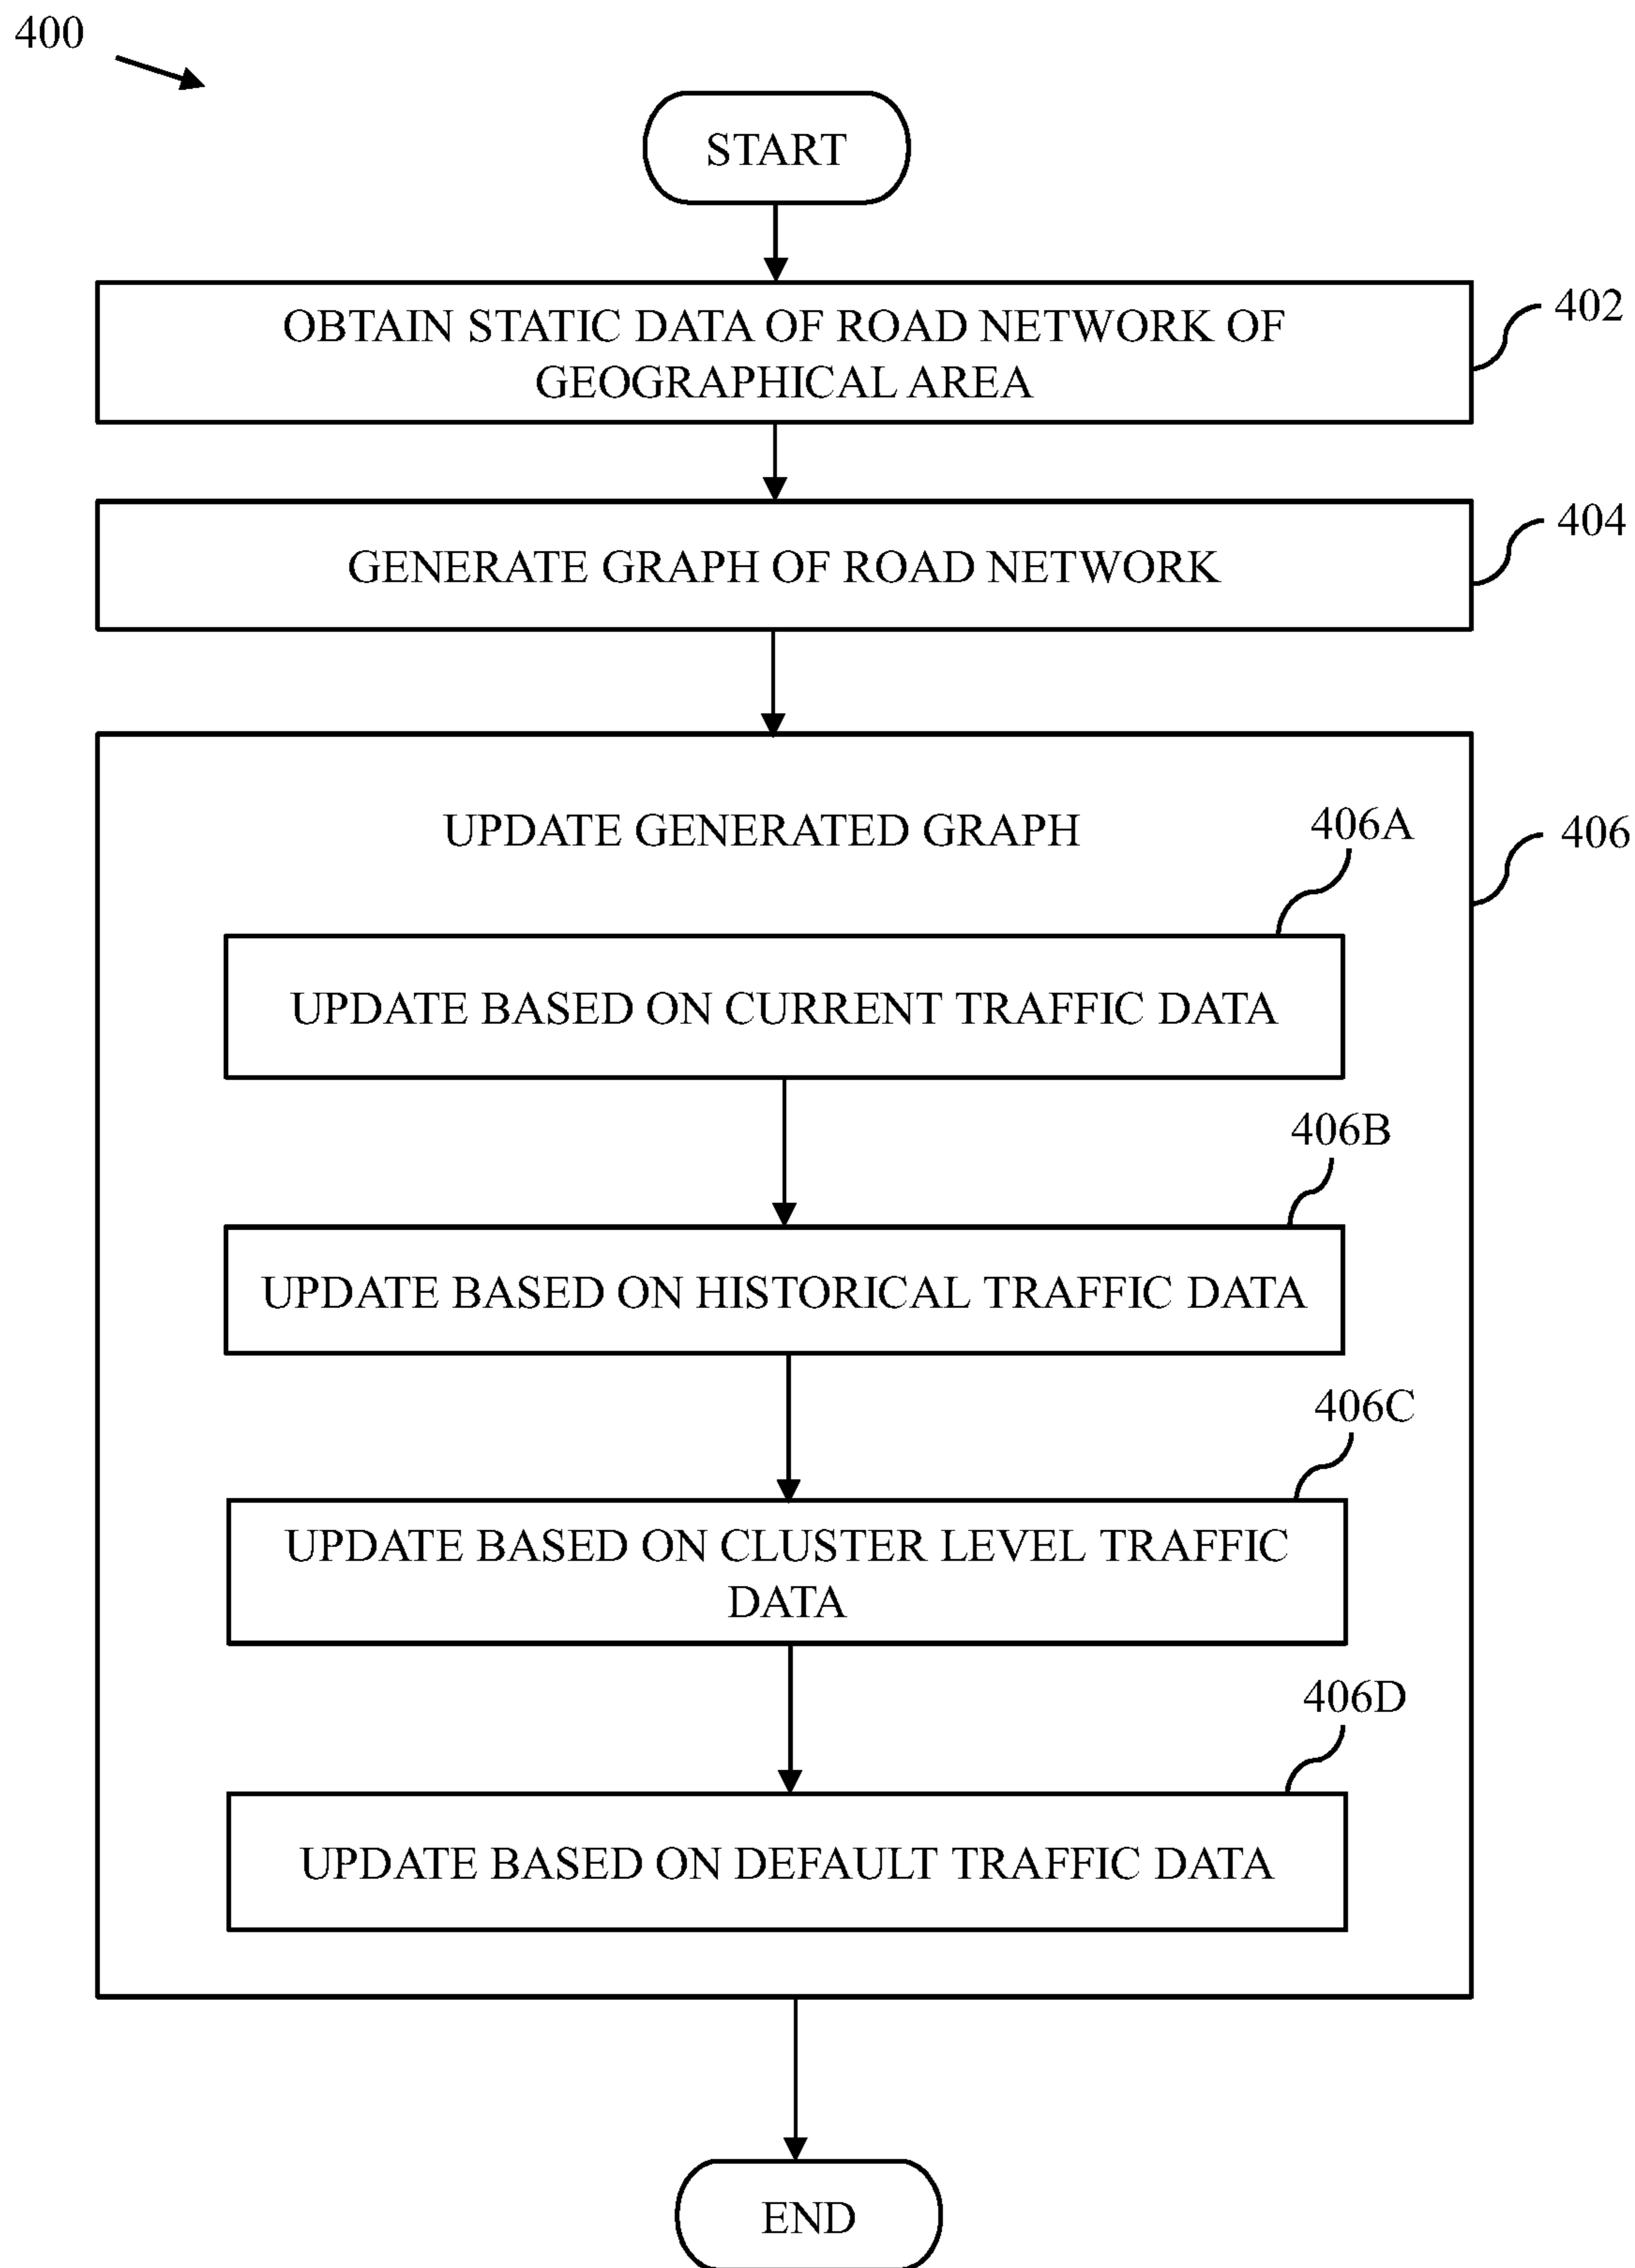 400
START
OBTAIN STATIC DATA OF ROAD NETWORK OF
GEOGRAPHICAL AREA
402
GENERATE GRAPH OF ROAD NETWORK
404
UPDATE GENERATED GRAPH
406
406A
UPDATE BASED ON CURRENT TRAFFIC DATA
406B
UPDATE BASED ON HISTORICAL TRAFFIC DATA
406C
UPDATE BASED ON CLUSTER LEVEL TRAFFIC
DATA
406D
UPDATE BASED ON DEFAULT TRAFFIC DATA
END